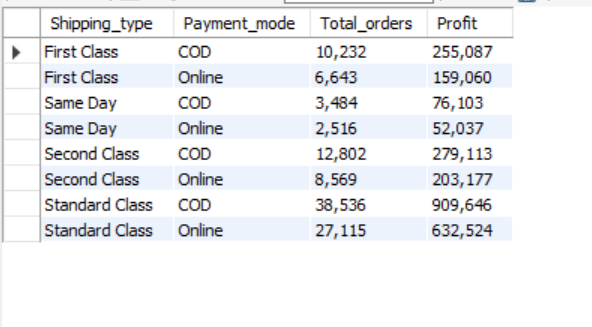 Shipping_type Payment_mode Total_orders Profit
First Class COD 10,232 255,087
First Class Online 6,643 159,060
Same Day COD 3,484 76,103
Same Day Online 2,516 52,037
Second Class COD 12,802 279,113
Second Class Online 8,569 203,177
Standard Class COD 38,536 909,646
Standard Class Online 27,115 632,524